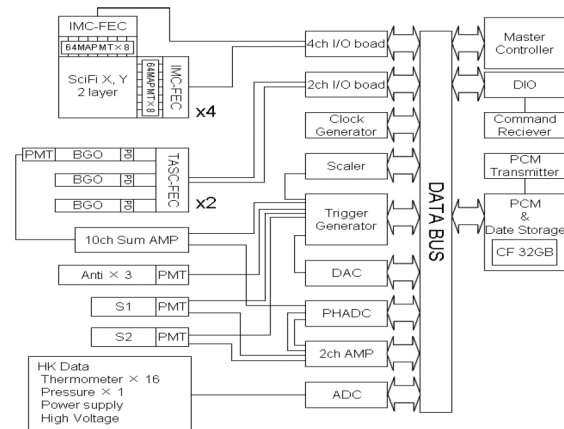 IMC-FEC
64MAPMT×8
SciFi X, Y
2 layer
64MAPMT×8
IMC-FEC
x4
PMT
BGO
PD
BGO
PD
BGO
PD
TASC-FEC
x2
10ch Sum AMP
Anti × 3
PMT
S1
PMT
S2
PMT
HK Data
Thermometer × 16
Pressure × 1
Power supply
High Voltage
4ch I/O boad
2ch I/O boad
Clock
Generator
Scaler
Trigger
Generator
DAC
PHADC
2ch AMP
ADC
DATA BUS
Master
Controller
DIO
Command
Reciever
PCM
Transmitter
PCM
&
Date Storage
CF 32GB